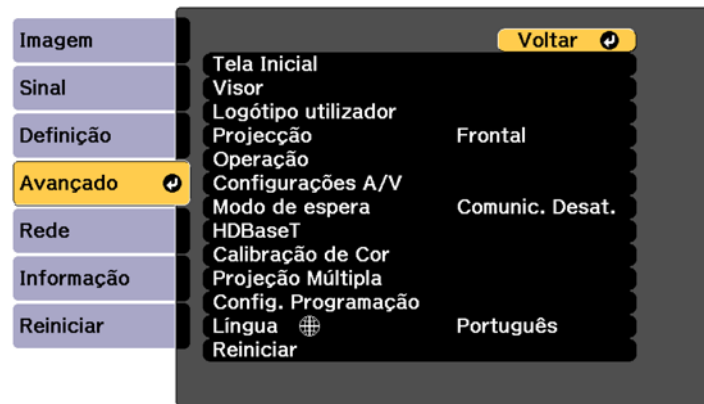 Imagem
Sinal
Definição
Avançado
Rede
Informação
Reiniciar
Voltar
Tela Inicial
Visor
Logótipo utilizador
Projecção Frontal
Operação
Configurações A/V
Modo de espera Comunic. Desat.
HDBaseT
Calibração de Cor
Projeção Múltipla
Config. Programação
Língua Português
Reiniciar